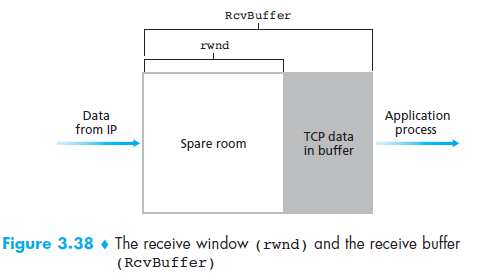 RcvBuffer
rwnd
Data
from IP
Spare room
TCP data
in buffer
Application
process
Figure 3.38 ♦ The receive window (rwnd) and the receive buffer
(RcvBuffer)